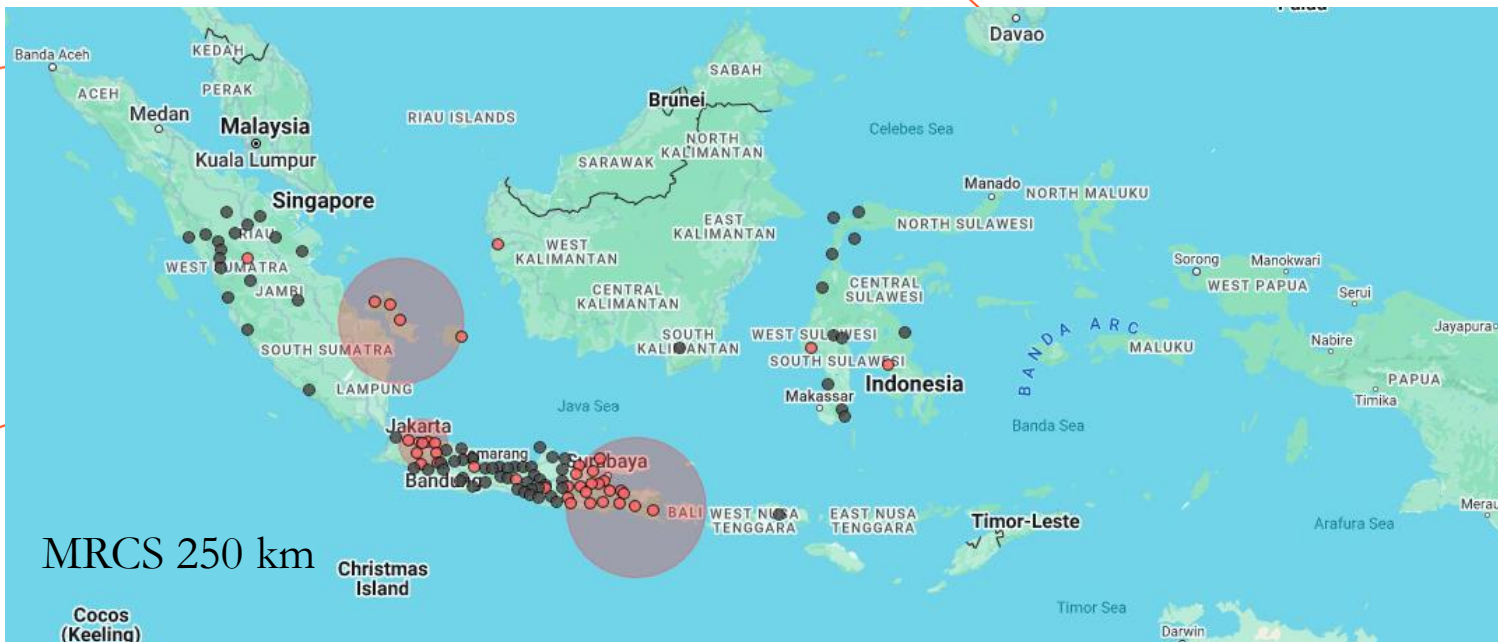 Palau
Davao
Banda Aceh
KEDAH
SABAH
ACEH
PERAK
Brunei
Medan
RIAU ISLANDS
Malaysia
Celebes Sea
NORTH
KALIMANTAN
Kuala Lumpur
SARAWAK
Manado
NORTH MALUKU
Singapore
EAST
KALIMANTAN
NORTH SULAWESI
RIAU
WEST
KALIMANTAN
Sorong
Manokwari
WEST SUMATRA
CENTRAL
KALIMANTAN
CENTRAL
SULAWESI
WEST PAPUA
JAMBI
Serui
BANDA ARC
Jayapura
SOUTH
KALIMANTAN
WEST SULAWESI
MALUKU
Nabire
SOUTH SUMATRA
SOUTH SULAWESI
PAPUA
LAMPUNG
Indonesia
Makassar
Timika
Java Sea
Jakarta
Banda Sea
Semarang
Surabaya
Bandung
BALI
WEST NUSA
TENGGARA
EAST NUSA
TENGGARA
Timor-Leste
Merau
Arafura Sea
MRCS 250 km
Christmas
Island
Cocos
(Keeling)
Timor Sea
Darwin